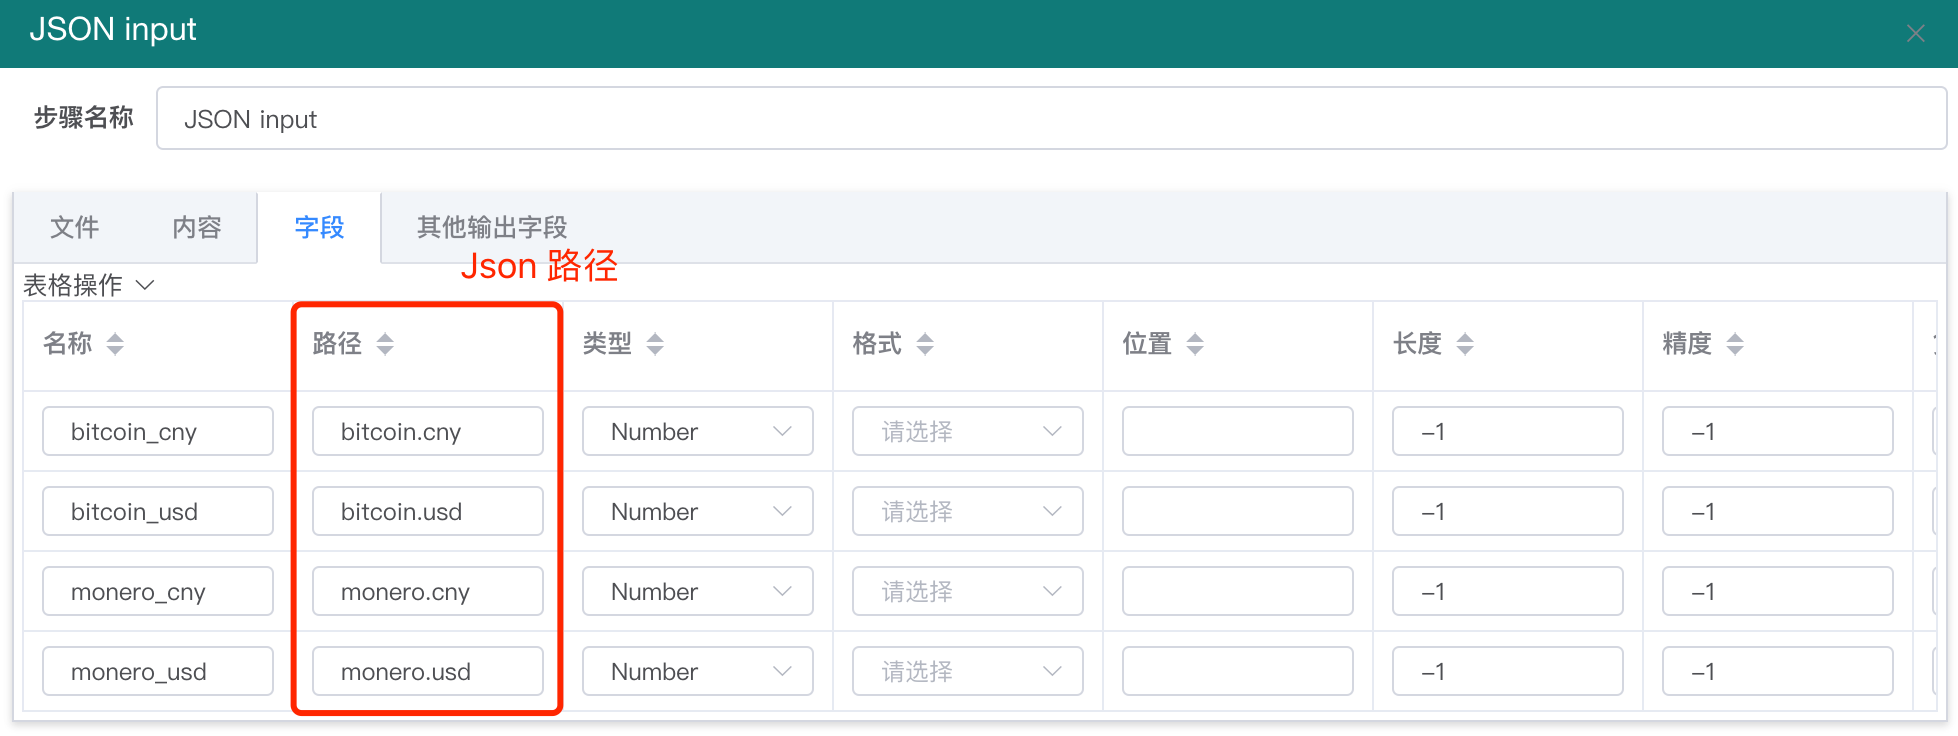 JSON input
步骤名称 JSON input
文件 内容 字段 其他输出字段
Json 路径
表格操作
名称 路径 类型 格式 位置 长度 精度
bitcoin_cny bitcoin.cny Number 请选择 -1 -1
bitcoin_usd bitcoin.usd Number 请选择 -1 -1
monero_cny monero.cny Number 请选择 -1 -1
monero_usd monero.usd Number 请选择 -1 -1